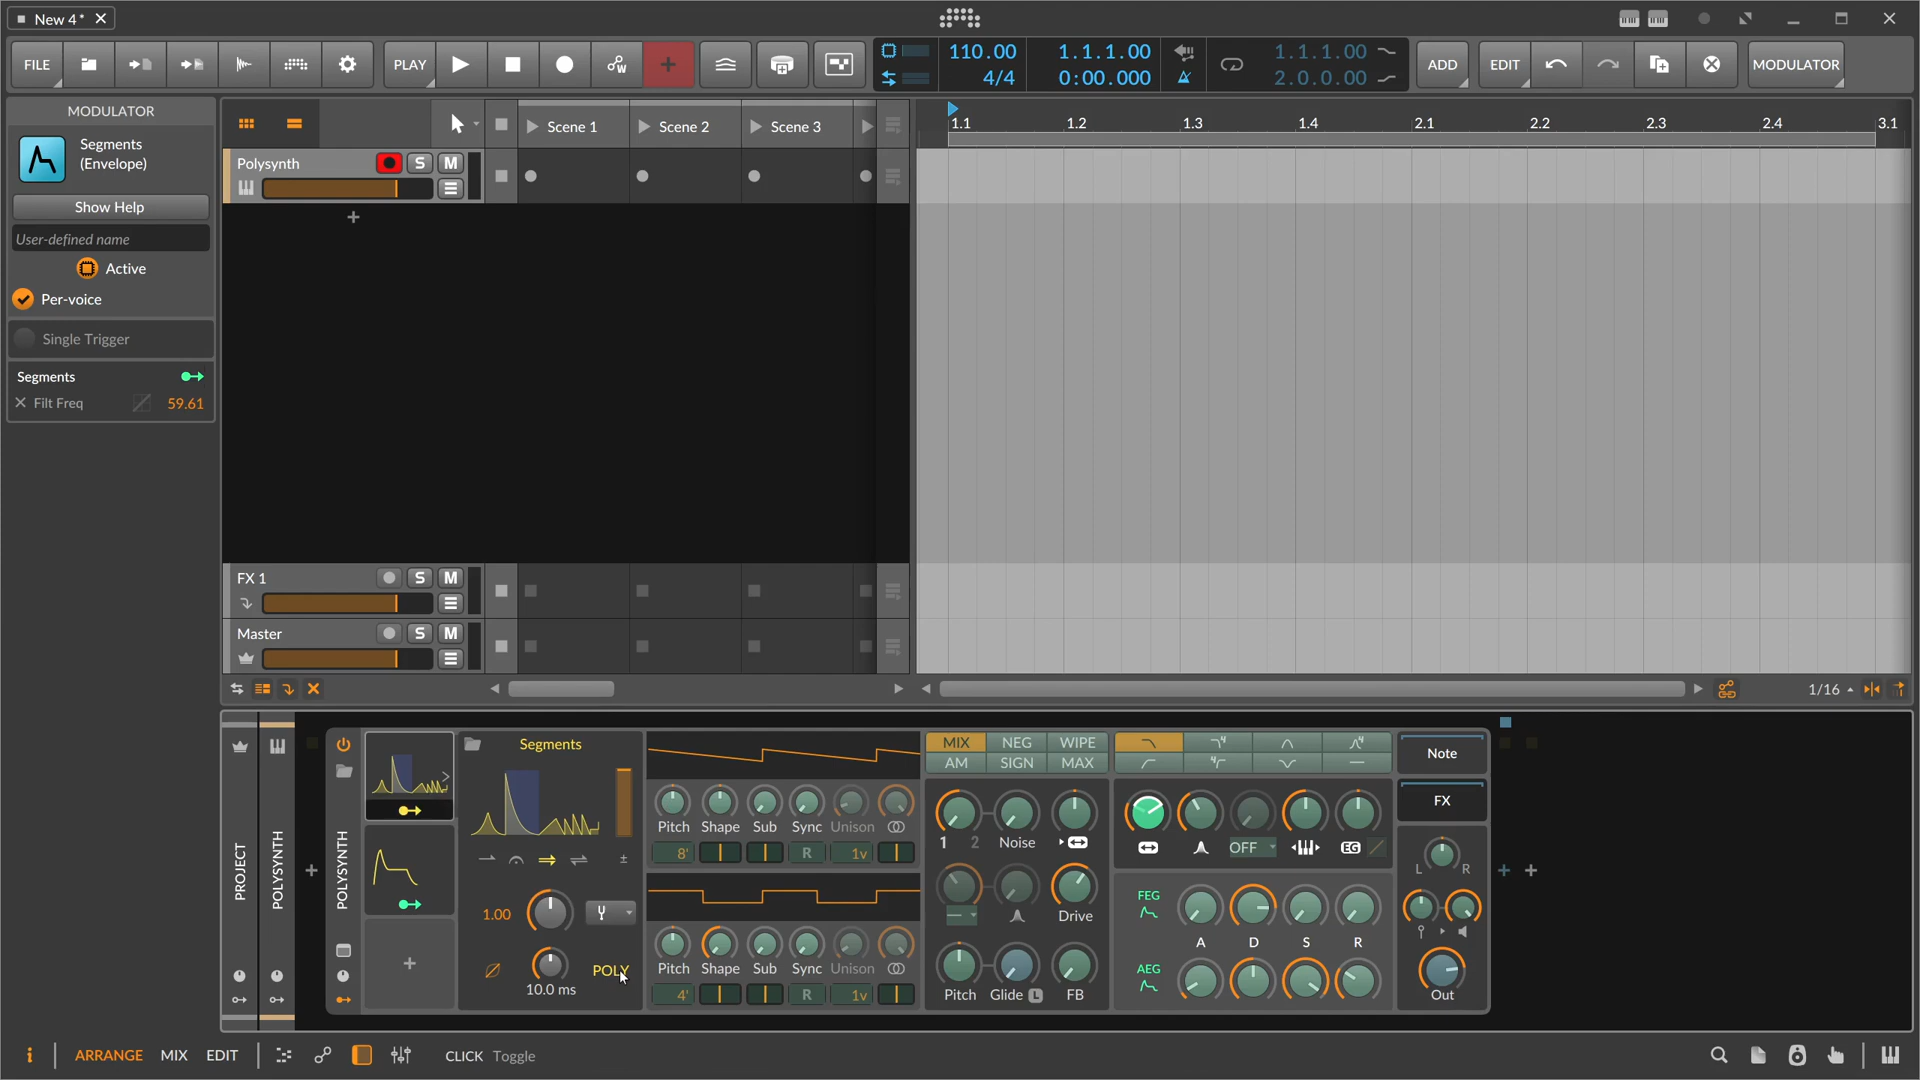 New 4*
FILE PLAY 110.00 1.1.1.00 1.1.1.00 ADD EDIT MODULATOR
4/4 0:00.000 2.0.0.00
MODULATOR
Segments
(Envelope)
Show Help
User-defined name
Active
Per-voice
Single Trigger
Segments
Filt Freq 59.61
Scene 1 Scene 2 Scene 3
1.1 1.2 1.3 1.4 2.1 2.2 2.3 2.4 3.1
Polysynth S M
FX 1 S M
Master S M
1/16
PROJECT
POLYSYNTH
POLYSYNTH
Segments
1.00
10.0 ms
POLY
Pitch Shape Sub Sync Unison
8' R 1v
Pitch Shape Sub Sync Unison
4' R 1v
MIX NEG WIPE
AM SIGN MAX
1 2 Noise
Drive
Pitch Glide L FB
4 4
4
OFF EG
FEG
A D S R
AEG
Note
FX
L R
Out
i ARRANGE MIX EDIT CLICK Toggle